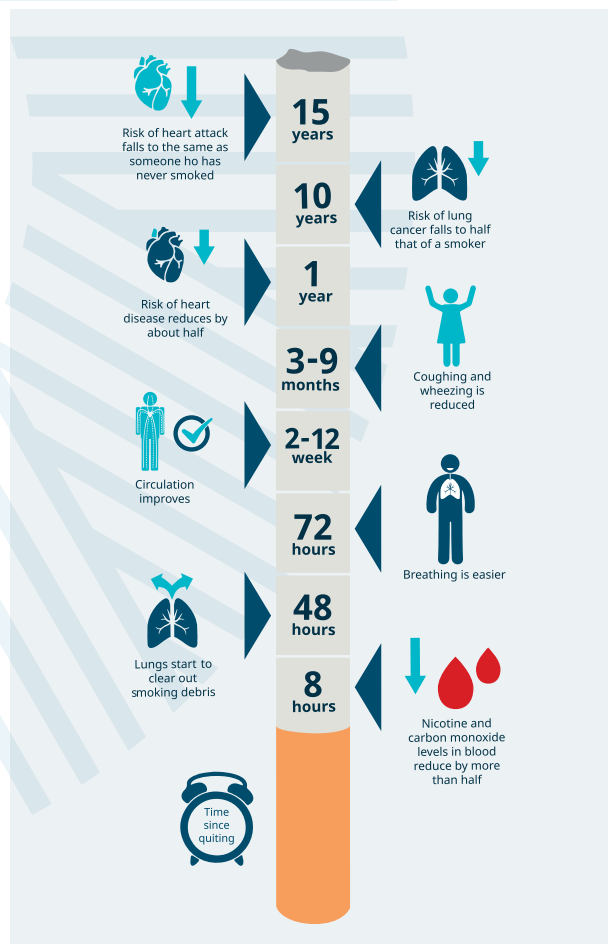 15
years
Risk of heart attack
falls to the same as
someone ho has
never smoked
10
years
Risk of lung
cancer falls to half
that of a smoker
1
year
Risk of heart
disease reduces by
about half
3-9
months
Coughing and
wheezing is
reduced
2-12
week
Circulation
improves
72
hours
Breathing is easier
48
hours
Lungs start to
clear out
smoking debris
8
hours
Nicotine and
carbon monoxide
levels in blood
reduce by more
than half
Time
since
quiting